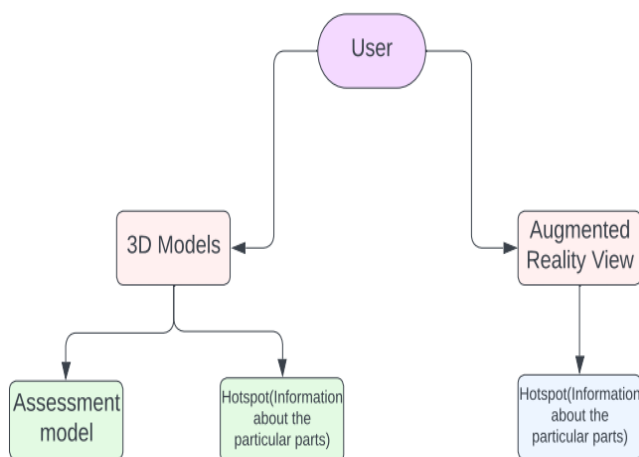 User
3D Models
Augmented
Reality View
Assessment
model
Hotspot(Information
about the
particular parts)
Hotspot(Information
about the
particular parts)